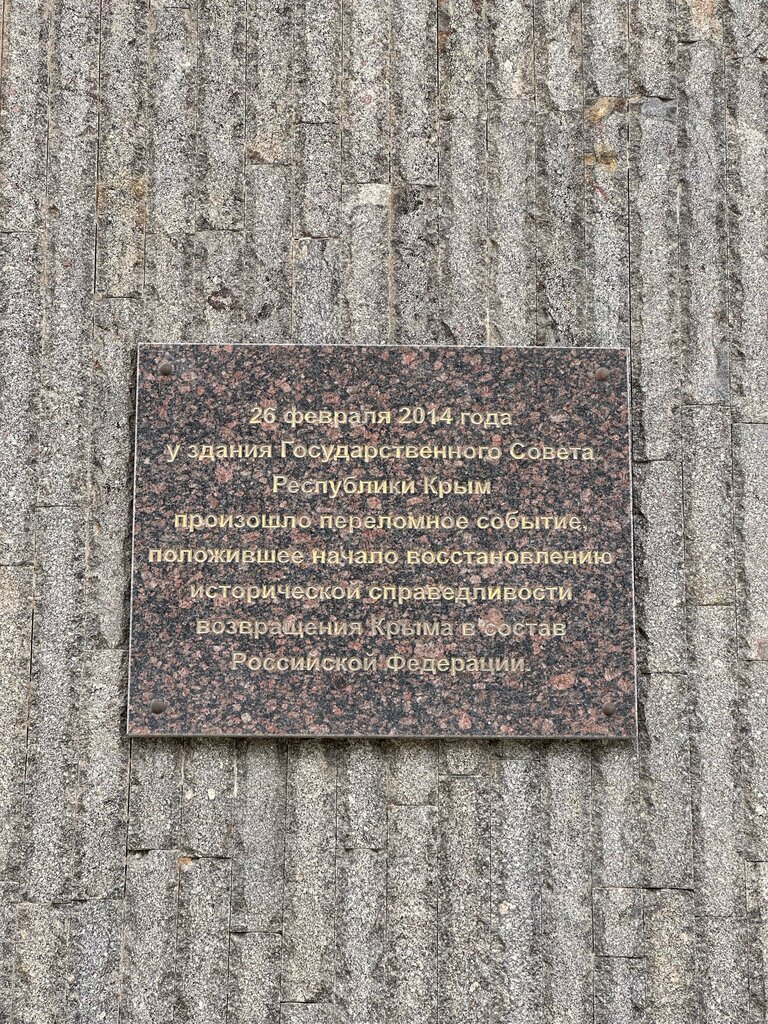 26 февраля 2014 года
у здания Государственного Совета
Республики Крым
произошло переломное событие,
положившее начало восстановлению
исторической справедливости
возвращения Крыма в состав
Российской Федерации.